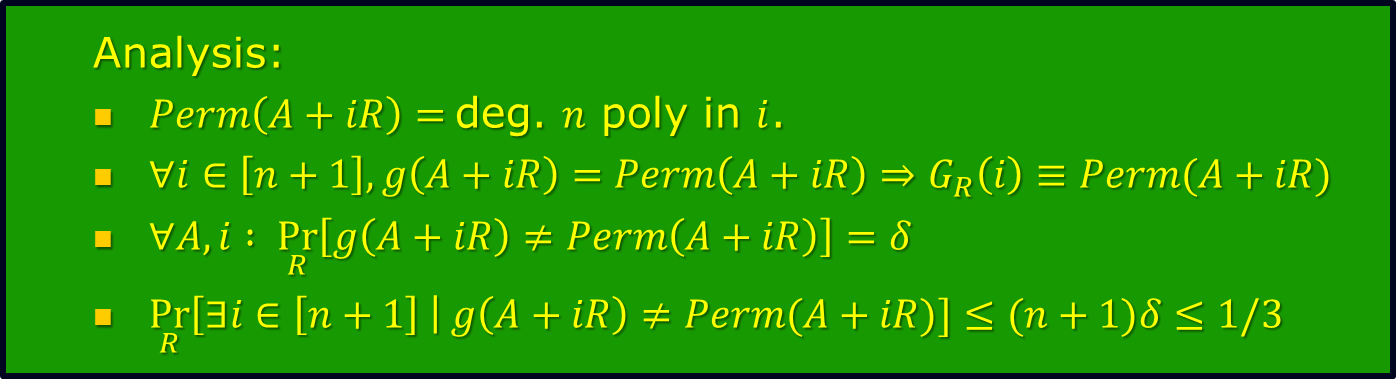 Analysis:
▪ Perm(A + iR) = deg. n poly in i.
▪ ∀i ∈ [n + 1], g(A + iR) = Perm(A + iR) ⇒ G_R(i) ≡ Perm(A + iR)
▪ ∀A, i : Pr_R[g(A + iR) ≠ Perm(A + iR)] = δ
▪ Pr_R[∃i ∈ [n + 1] | g(A + iR) ≠ Perm(A + iR)] ≤ (n + 1)δ ≤ 1/3